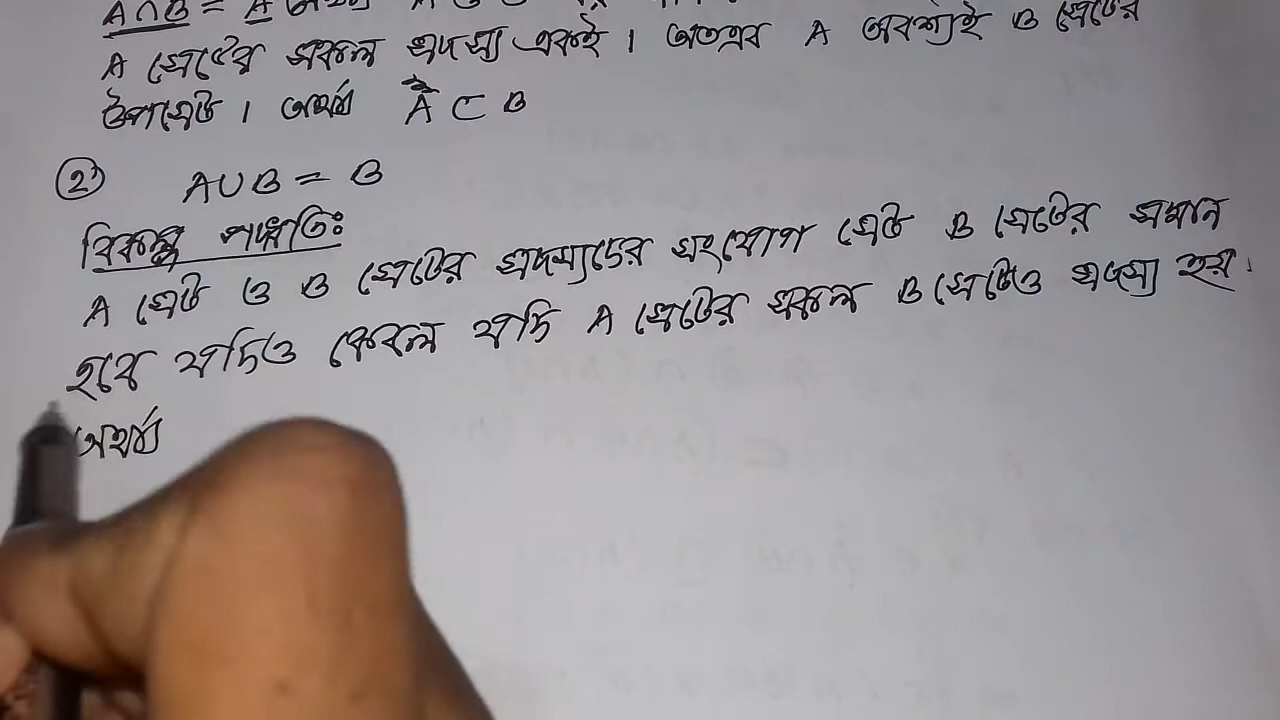 A∩B = A অর্থাৎ A ও B
A সেটের সকল সদস্য একই । অতএব A অবশ্যই B সেটের
উপসেট । অর্থাৎ A ⊂ B
② A∪B = B
বিকল্প পদ্ধতিঃ
A সেট ও B সেটের সদস্যদের সংযোগ সেট B সেটের সমান
হবে যদিও কেবল যদি A সেটের সকল B সেটেও সদস্য হয়।
অর্থাৎ